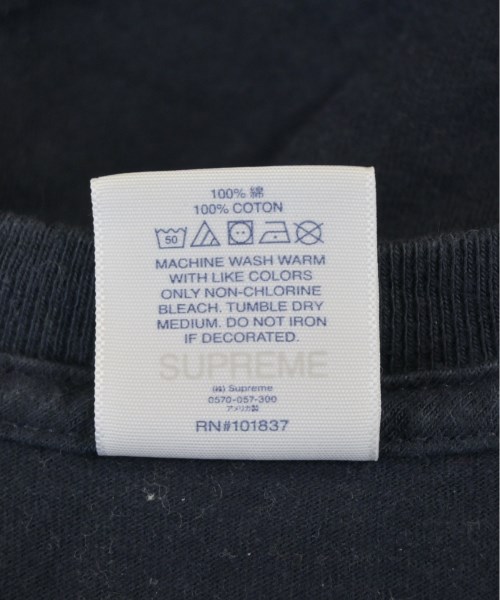 100% 綿
100% COTON
50
MACHINE WASH WARM
WITH LIKE COLORS
ONLY NON-CHLORINE
BLEACH. TUMBLE DRY
MEDIUM. DO NOT IRON
IF DECORATED.
SUPREME
(株) Supreme
0570-057-300
アメリカ製
RN#101837